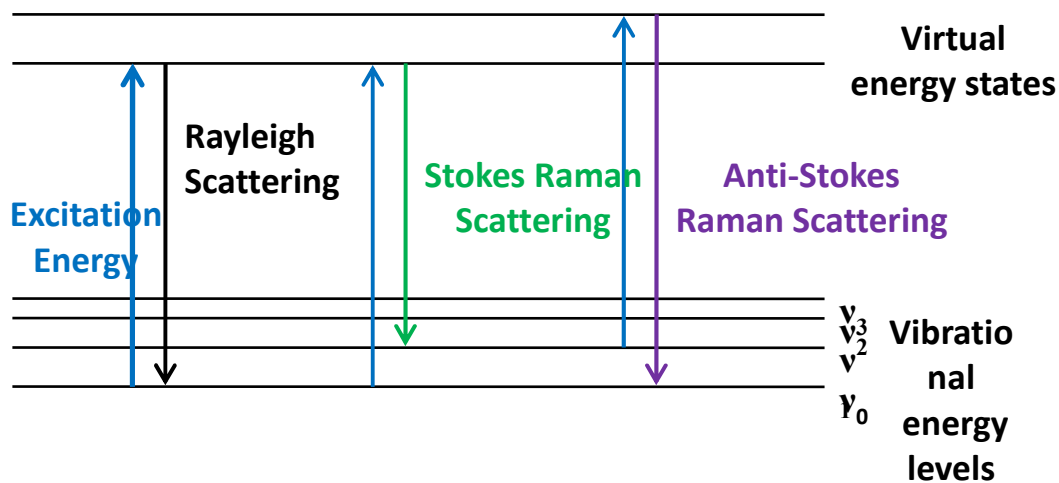 Virtual
energy states
Rayleigh
Scattering
Stokes Raman
Scattering
Anti-Stokes
Raman Scattering
Excitation
Energy
ν3
ν2
ν1
ν0
Vibratio
nal
energy
levels